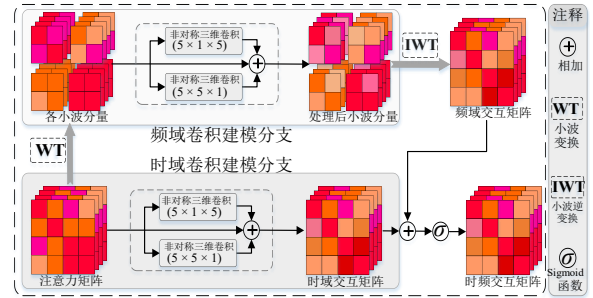 非对称三维卷积
(5×1×5)
非对称三维卷积
(5×5×1)
IWT
各小波分量
处理后小波分量
频域交互矩阵
频域卷积建模分支
WT
时域卷积建模分支
非对称三维卷积
(5×1×5)
非对称三维卷积
(5×5×1)
σ
注意力矩阵
时域交互矩阵
时频交互矩阵
注释
相加
WT
小波
变换
IWT
小波逆
变换
σ
Sigmoid
函数